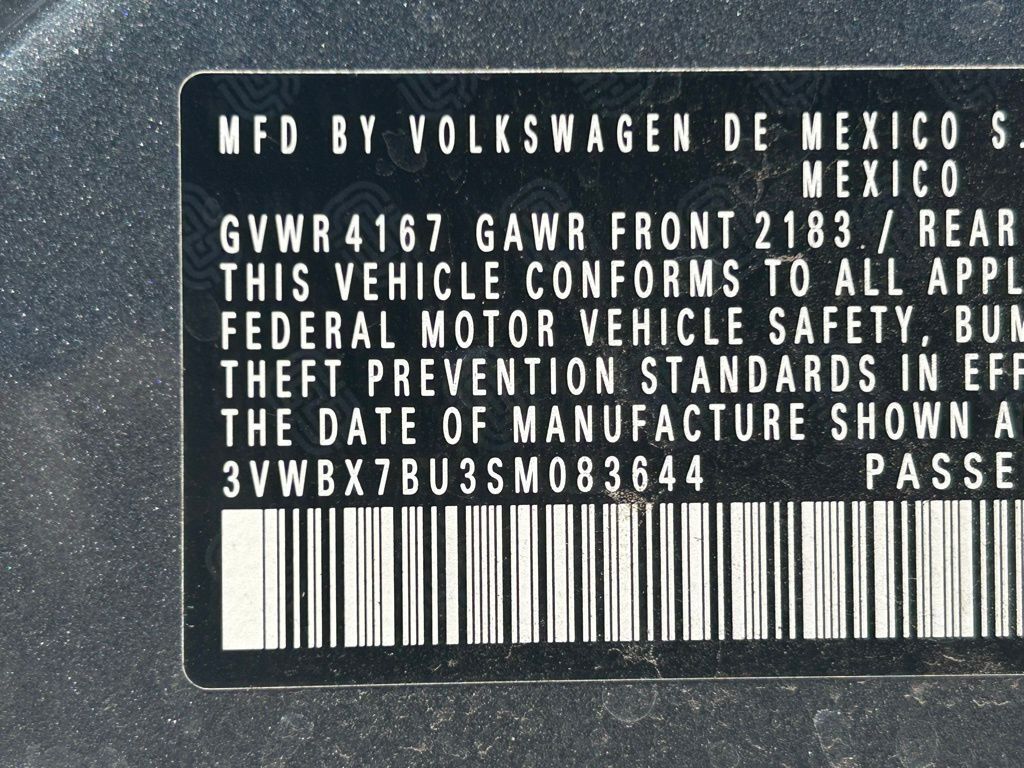 MFD BY VOLKSWAGEN DE MEXICO S.
MEXICO
GVWR 4167 GAWR FRONT 2183 / REAR
THIS VEHICLE CONFORMS TO ALL APPL
FEDERAL MOTOR VEHICLE SAFETY, BUM
THEFT PREVENTION STANDARDS IN EFF
THE DATE OF MANUFACTURE SHOWN A
3VWBX7BU3SM083644 PASSE